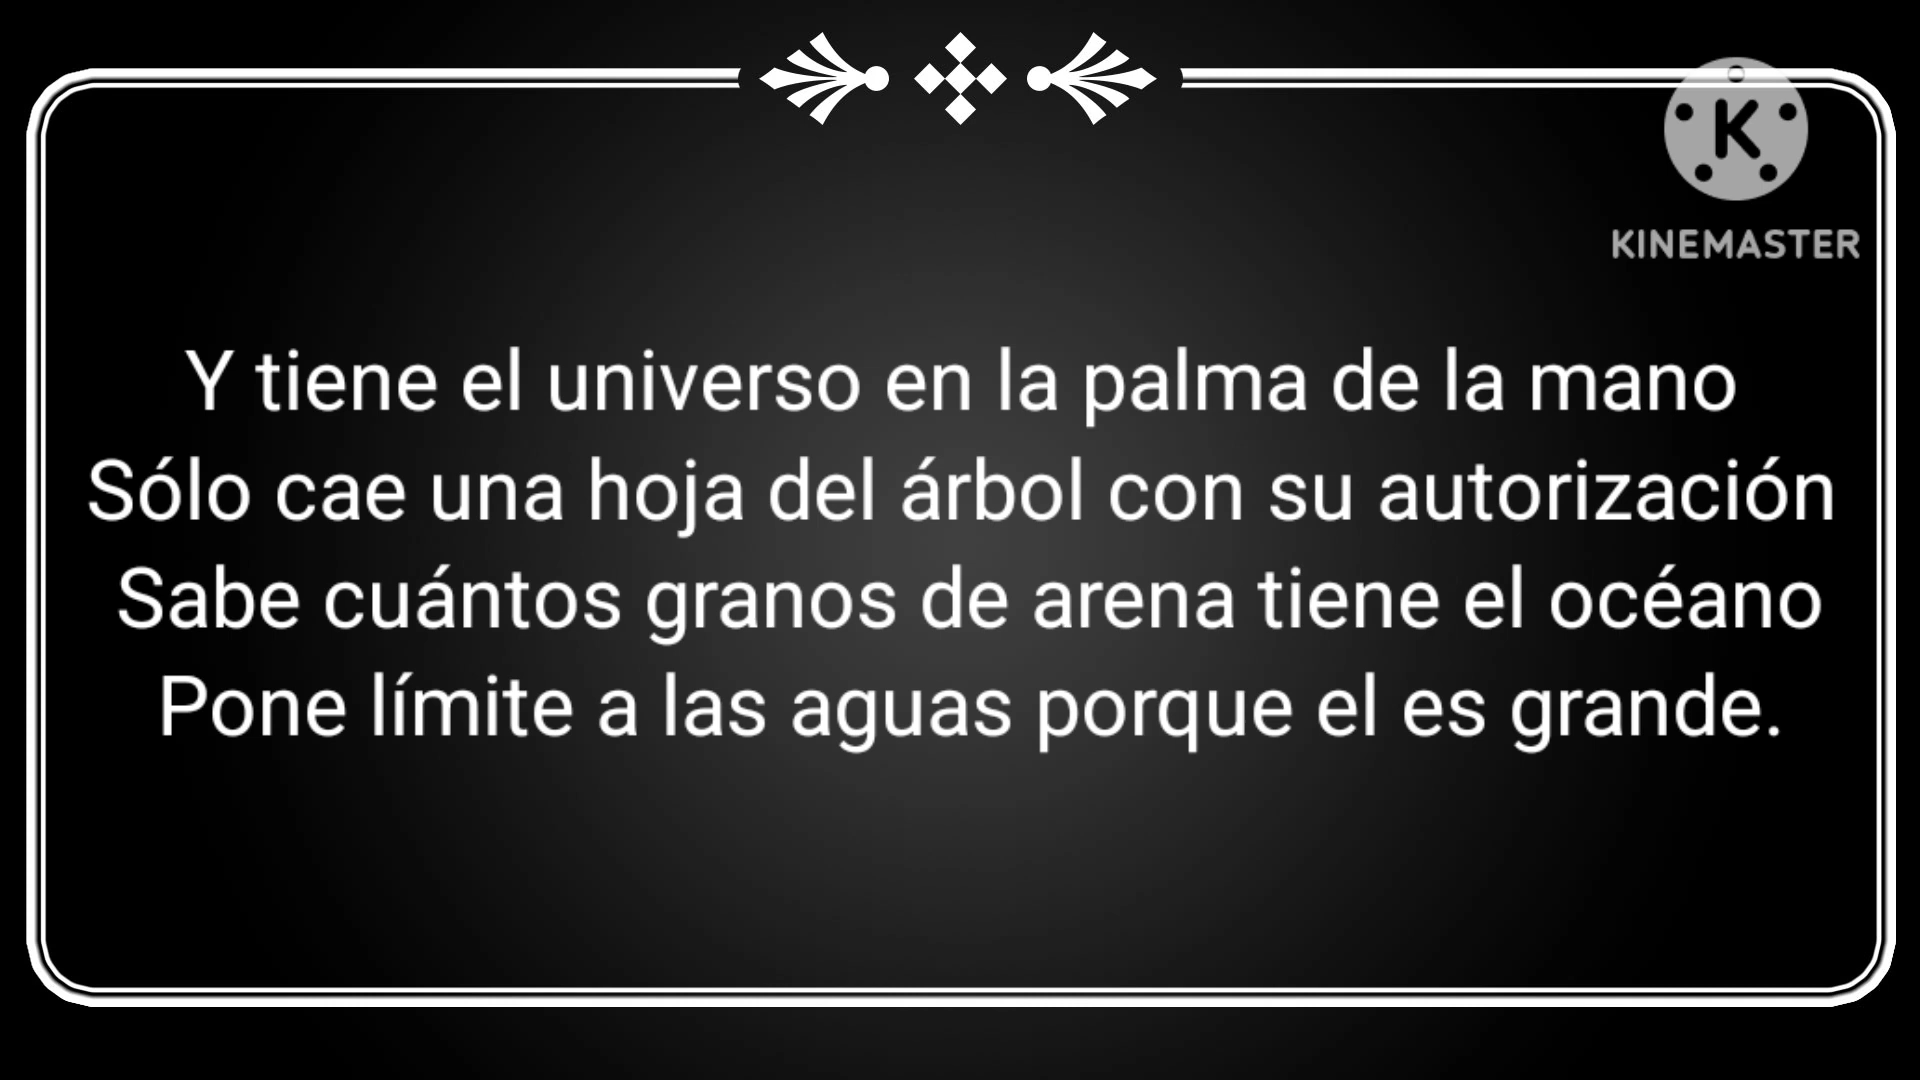 KINEMASTER
Y tiene el universo en la palma de la mano
Sólo cae una hoja del árbol con su autorización
Sabe cuántos granos de arena tiene el océano
Pone límite a las aguas porque el es grande.